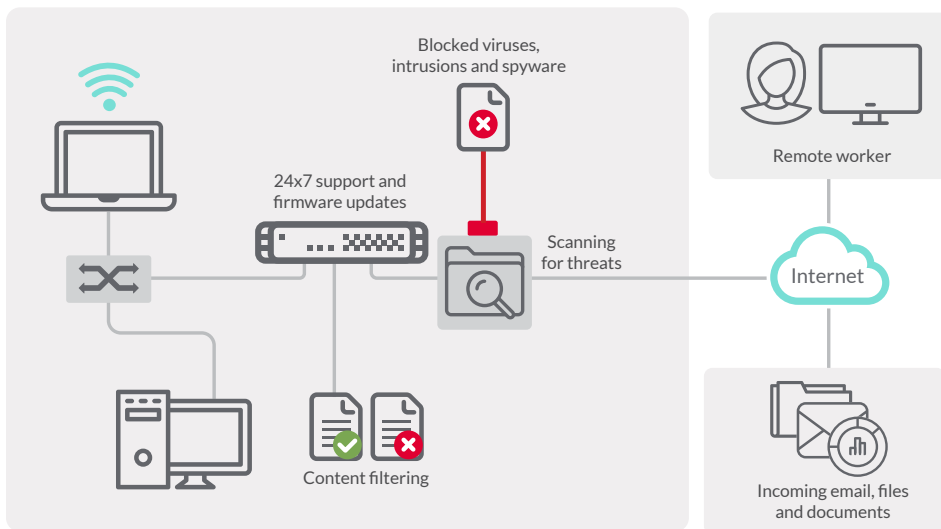 Blocked viruses,
intrusions and spyware
Remote worker
24x7 support and
firmware updates
Scanning
for threats
Internet
Content filtering
Incoming email, files
and documents